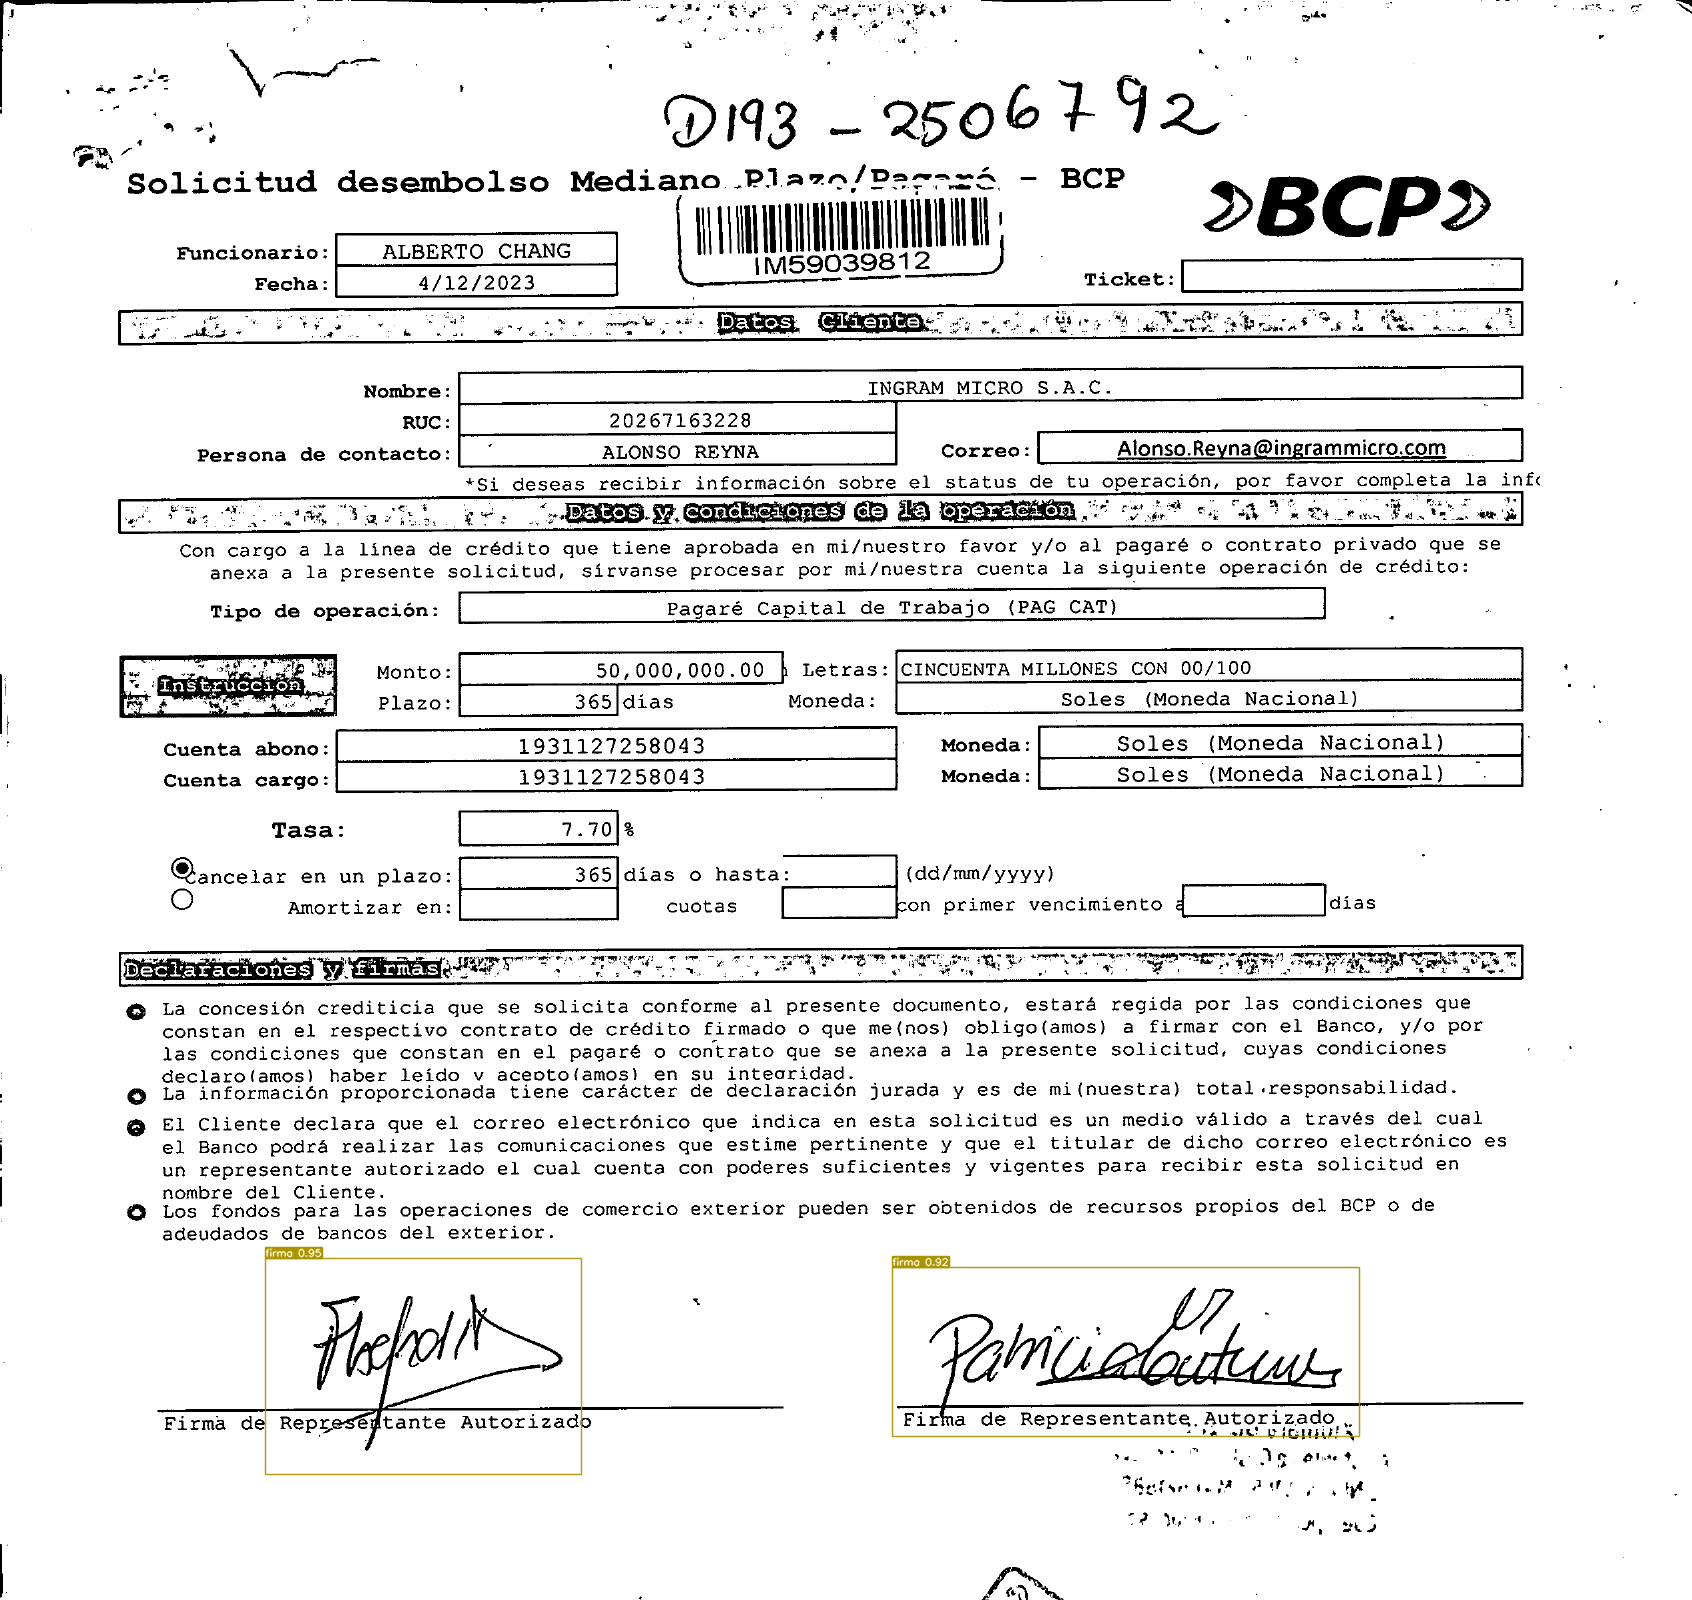 D193 - 2506792
Solicitud desembolso Mediano Plazo/Pagaré - BCP
BCP
IM59039812
Funcionario: ALBERTO CHANG
Fecha: 4/12/2023
Ticket:
Datos Cliente
Nombre: INGRAM MICRO S.A.C.
RUC: 20267163228
Persona de contacto: ALONSO REYNA Correo: Alonso.Reyna@ingrammicro.com
*Si deseas recibir información sobre el status de tu operación, por favor completa la info
Datos y condiciones de la operación
Con cargo a la línea de crédito que tiene aprobada en mi/nuestro favor y/o al pagaré o contrato privado que se
anexa a la presente solicitud, sírvanse procesar por mi/nuestra cuenta la siguiente operación de crédito:
Tipo de operación: Pagaré Capital de Trabajo (PAG CAT)
Instrucción
Monto: 50,000,000.00 Letras: CINCUENTA MILLONES CON 00/100
Plazo: 365 días Moneda: Soles (Moneda Nacional)
Cuenta abono: 1931127258043 Moneda: Soles (Moneda Nacional)
Cuenta cargo: 1931127258043 Moneda: Soles (Moneda Nacional)
Tasa: 7.70 %
Cancelar en un plazo: 365 días o hasta: (dd/mm/yyyy)
Amortizar en: cuotas con primer vencimiento a días
Declaraciones y firmas
La concesión crediticia que se solicita conforme al presente documento, estará regida por las condiciones que
constan en el respectivo contrato de crédito firmado o que me(nos) obligo(amos) a firmar con el Banco, y/o por
las condiciones que constan en el pagaré o contrato que se anexa a la presente solicitud, cuyas condiciones
declaro(amos) haber leído y acepto(amos) en su integridad.
La información proporcionada tiene carácter de declaración jurada y es de mi(nuestra) total responsabilidad.
El Cliente declara que el correo electrónico que indica en esta solicitud es un medio válido a través del cual
el Banco podrá realizar las comunicaciones que estime pertinente y que el titular de dicho correo electrónico es
un representante autorizado el cual cuenta con poderes suficientes y vigentes para recibir esta solicitud en
nombre del Cliente.
Los fondos para las operaciones de comercio exterior pueden ser obtenidos de recursos propios del BCP o de
adeudados de bancos del exterior.
firma 0.95
firma 0.92
Patricia
Firma de Representante Autorizado
Firma de Representante Autorizado